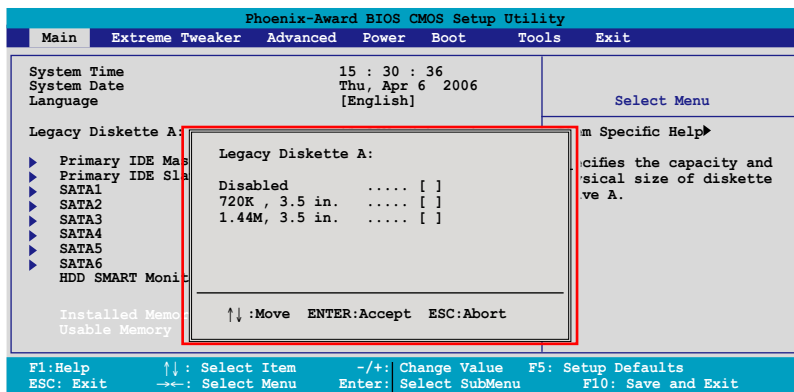 Phoenix-Award BIOS CMOS Setup Utility
Main Extreme Tweaker Advanced Power Boot Tools Exit
System Time 15 : 30 : 36
System Date Thu, Apr 6 2006
Language [English]
Legacy Diskette A:
Primary IDE Mas
Primary IDE Sla
SATA1
SATA2
SATA3
SATA4
SATA5
SATA6
HDD SMART Monit
Installed Memo
Usable Memory
Legacy Diskette A:
Disabled ..... [ ]
720K , 3.5 in. ..... [ ]
1.44M, 3.5 in. ..... [ ]
↑↓ :Move ENTER:Accept ESC:Abort
Select Menu
m Specific Help
cifies the capacity and
sical size of diskette
ve A.
F1:Help ↑↓ : Select Item -/+: Change Value F5: Setup Defaults
ESC: Exit →←: Select Menu Enter: Select SubMenu F10: Save and Exit